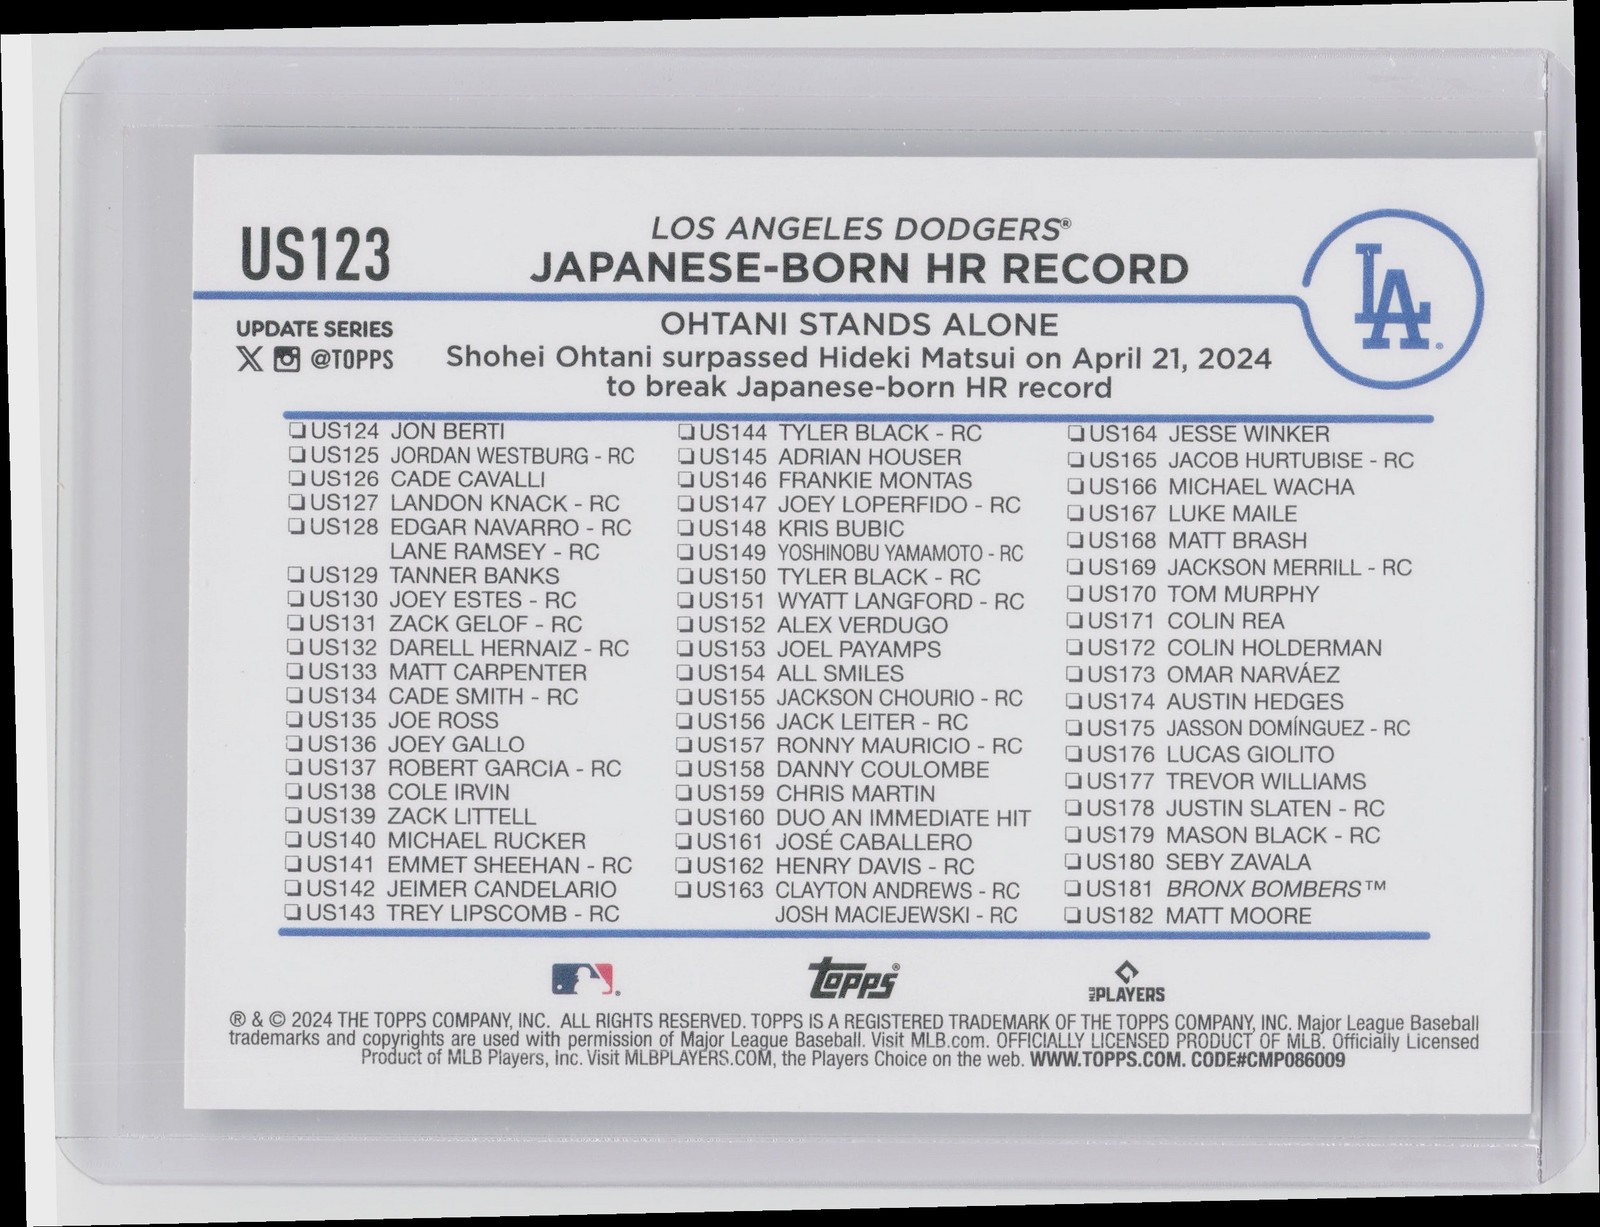 US123
LOS ANGELES DODGERS®
JAPANESE-BORN HR RECORD
LA
UPDATE SERIES
@TOPPS
OHTANI STANDS ALONE
Shohei Ohtani surpassed Hideki Matsui on April 21, 2024
to break Japanese-born HR record
US124 JON BERTI
US125 JORDAN WESTBURG - RC
US126 CADE CAVALLI
US127 LANDON KNACK - RC
US128 EDGAR NAVARRO - RC
LANE RAMSEY - RC
US129 TANNER BANKS
US130 JOEY ESTES - RC
US131 ZACK GELOF - RC
US132 DARELL HERNAIZ - RC
US133 MATT CARPENTER
US134 CADE SMITH - RC
US135 JOE ROSS
US136 JOEY GALLO
US137 ROBERT GARCIA - RC
US138 COLE IRVIN
US139 ZACK LITTELL
US140 MICHAEL RUCKER
US141 EMMET SHEEHAN - RC
US142 JEIMER CANDELARIO
US143 TREY LIPSCOMB - RC
US144 TYLER BLACK - RC
US145 ADRIAN HOUSER
US146 FRANKIE MONTAS
US147 JOEY LOPERFIDO - RC
US148 KRIS BUBIC
US149 YOSHINOBU YAMAMOTO - RC
US150 TYLER BLACK - RC
US151 WYATT LANGFORD - RC
US152 ALEX VERDUGO
US153 JOEL PAYAMPS
US154 ALL SMILES
US155 JACKSON CHOURIO - RC
US156 JACK LEITER - RC
US157 RONNY MAURICIO - RC
US158 DANNY COULOMBE
US159 CHRIS MARTIN
US160 DUO AN IMMEDIATE HIT
US161 JOSÉ CABALLERO
US162 HENRY DAVIS - RC
US163 CLAYTON ANDREWS - RC
JOSH MACIEJEWSKI - RC
US164 JESSE WINKER
US165 JACOB HURTUBISE - RC
US166 MICHAEL WACHA
US167 LUKE MAILE
US168 MATT BRASH
US169 JACKSON MERRILL - RC
US170 TOM MURPHY
US171 COLIN REA
US172 COLIN HOLDERMAN
US173 OMAR NARVÁEZ
US174 AUSTIN HEDGES
US175 JASSON DOMÍNGUEZ - RC
US176 LUCAS GIOLITO
US177 TREVOR WILLIAMS
US178 JUSTIN SLATEN - RC
US179 MASON BLACK - RC
US180 SEBY ZAVALA
US181 BRONX BOMBERS™
US182 MATT MOORE
Topps®
MLB PLAYERS
® & © 2024 THE TOPPS COMPANY, INC. ALL RIGHTS RESERVED. TOPPS IS A REGISTERED TRADEMARK OF THE TOPPS COMPANY, INC. Major League Baseball
trademarks and copyrights are used with permission of Major League Baseball. Visit MLB.com. OFFICIALLY LICENSED PRODUCT OF MLB. Officially Licensed
Product of MLB Players, Inc. Visit MLBPLAYERS.COM, the Players Choice on the web. WWW.TOPPS.COM. CODE#CMP086009